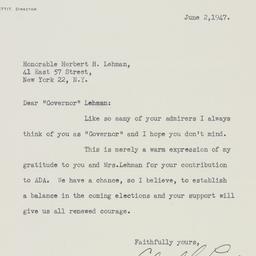 DIRECTOR
June 2, 1947.
Honorable Herbert H. Lehman,
41 East 57 Street,
New York 22, N.Y.
Dear "Governor" Lehman:
Like so many of your admirers I always
think of you as "Governor" and I hope you don't mind.
This is merely a warm expression of my
gratitude to you and Mrs.Lehman for your contribution
to ADA. We have a chance, so I believe, to establish
a balance in the coming elections and your support will
give us all renewed courage.
Faithfully yours,